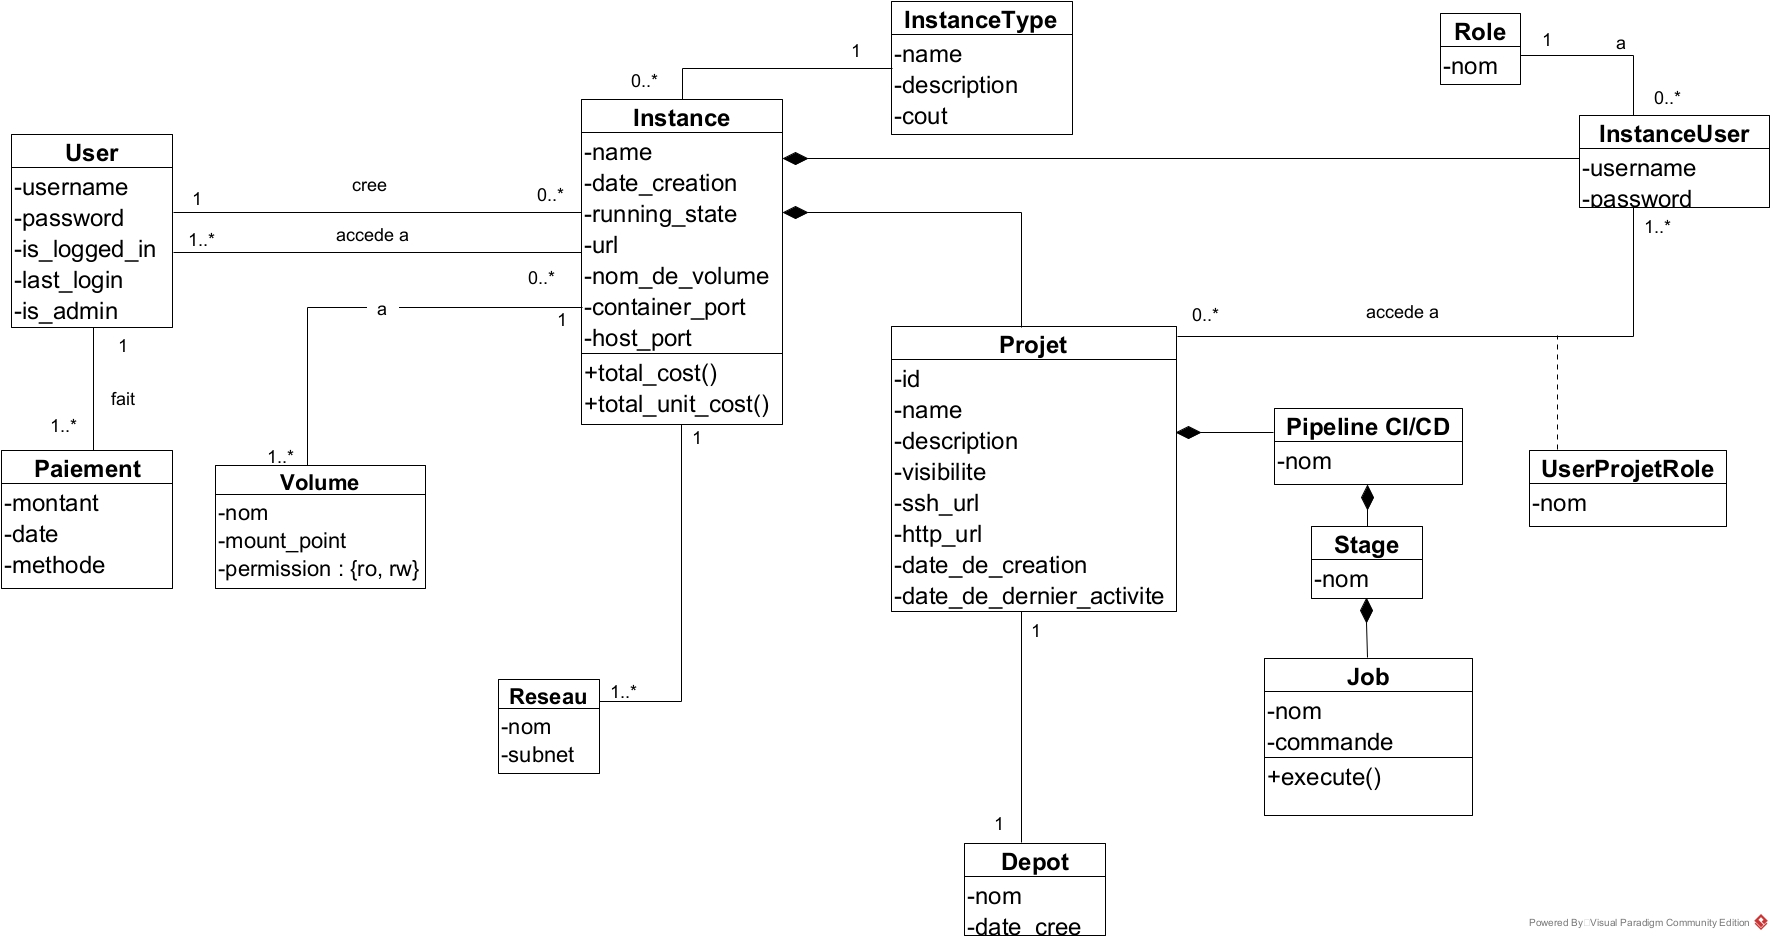 InstanceType
-name
-description
-cout
1
0..*
Role
-nom
1
a
0..*
InstanceUser
-username
-password
1..*
User
-username
-password
-is_logged_in
-last_login
-is_admin
1
cree
0..*
1..*
accede a
0..*
Instance
-name
-date_creation
-running_state
-url
-nom_de_volume
-container_port
-host_port
+total_cost()
+total_unit_cost()
a
1
1..*
1
fait
1..*
Paiement
-montant
-date
-methode
Volume
-nom
-mount_point
-permission : {ro, rw}
1
1..*
Reseau
-nom
-subnet
0..*
accede a
Projet
-id
-name
-description
-visibilite
-ssh_url
-http_url
-date_de_creation
-date_de_dernier_activite
Pipeline CI/CD
-nom
UserProjetRole
-nom
Stage
-nom
Job
-nom
-commande
+execute()
1
1
Depot
-nom
-date_cree
Powered By Visual Paradigm Community Edition